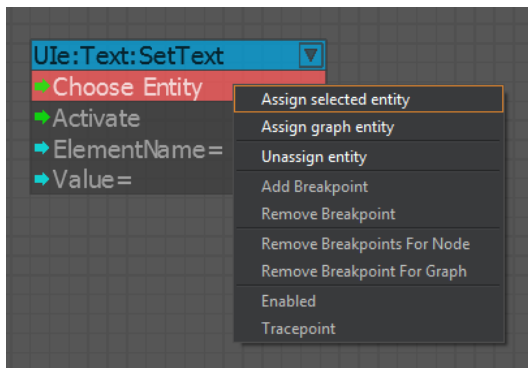 UIe:Text:SetText
Choose Entity
Activate
ElementName=
Value=
Assign selected entity
Assign graph entity
Unassign entity
Add Breakpoint
Remove Breakpoint
Remove Breakpoints For Node
Remove Breakpoint For Graph
Enabled
Tracepoint